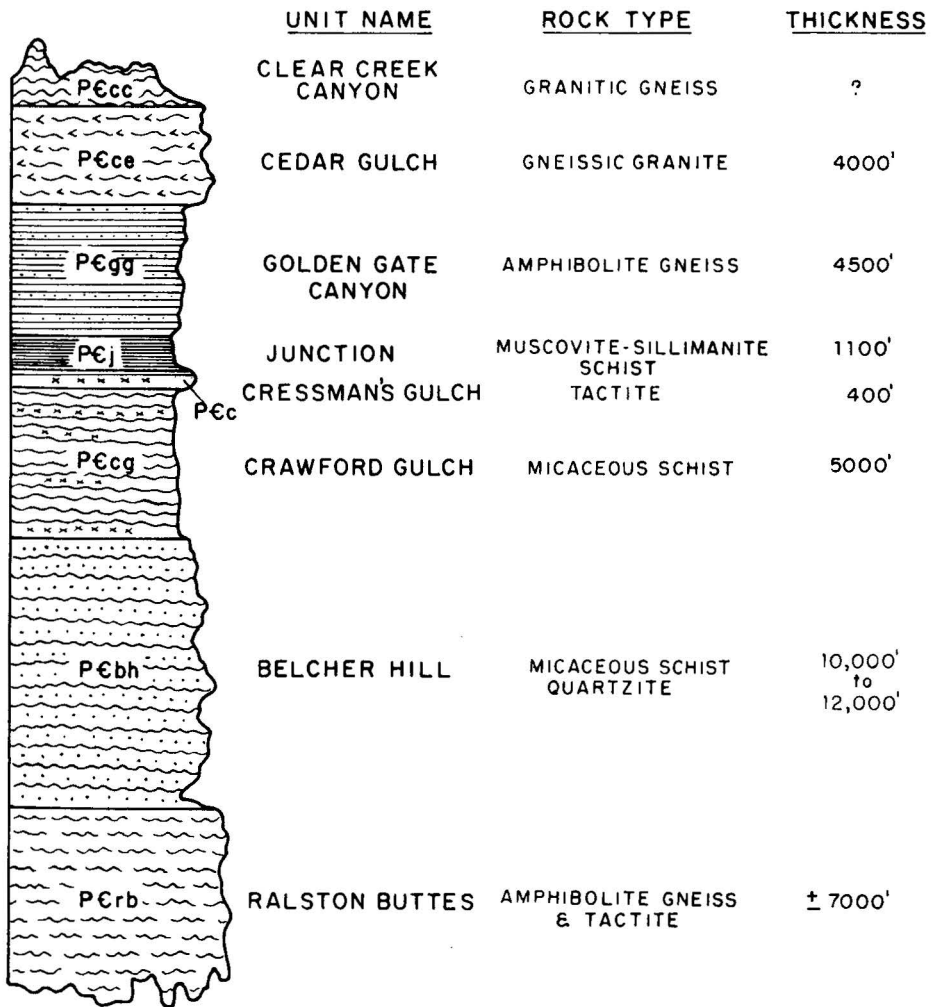 UNIT NAME ROCK TYPE THICKNESS
P€cc CLEAR CREEK CANYON GRANITIC GNEISS ?
P€ce CEDAR GULCH GNEISSIC GRANITE 4000'
P€gg GOLDEN GATE CANYON AMPHIBOLITE GNEISS 4500'
P€j JUNCTION MUSCOVITE-SILLIMANITE SCHIST 1100'
P€c CRESSMAN'S GULCH TACTITE 400'
P€cg CRAWFORD GULCH MICACEOUS SCHIST 5000'
P€bh BELCHER HILL MICACEOUS SCHIST QUARTZITE 10,000' to 12,000'
P€rb RALSTON BUTTES AMPHIBOLITE GNEISS & TACTITE ± 7000'